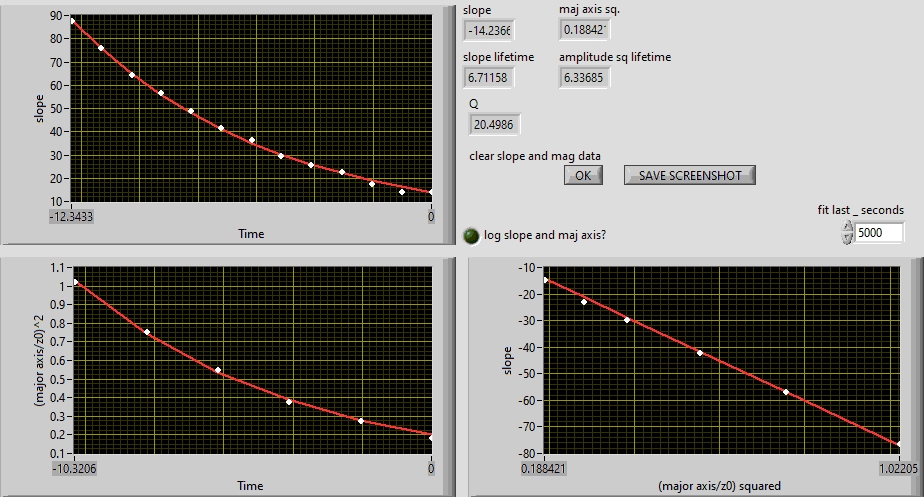 90
80
70
60
50
40
30
20
10
slope
-12.3433
0
Time
slope
maj axis sq.
-14.2366
0.18842
slope lifetime
amplitude sq lifetime
6.71158
6.33685
Q
20.4986
clear slope and mag data
OK
SAVE SCREENSHOT
fit last _ seconds
5000
log slope and maj axis?
1.1
1
0.9
0.8
0.7
0.6
0.5
0.4
0.3
0.2
0.1
(major axis/z0))^2
-10.3206
0
Time
-10
-20
-30
-40
-50
-60
-70
-80
slope
0.188421
1.02205
(major axis/z0) squared